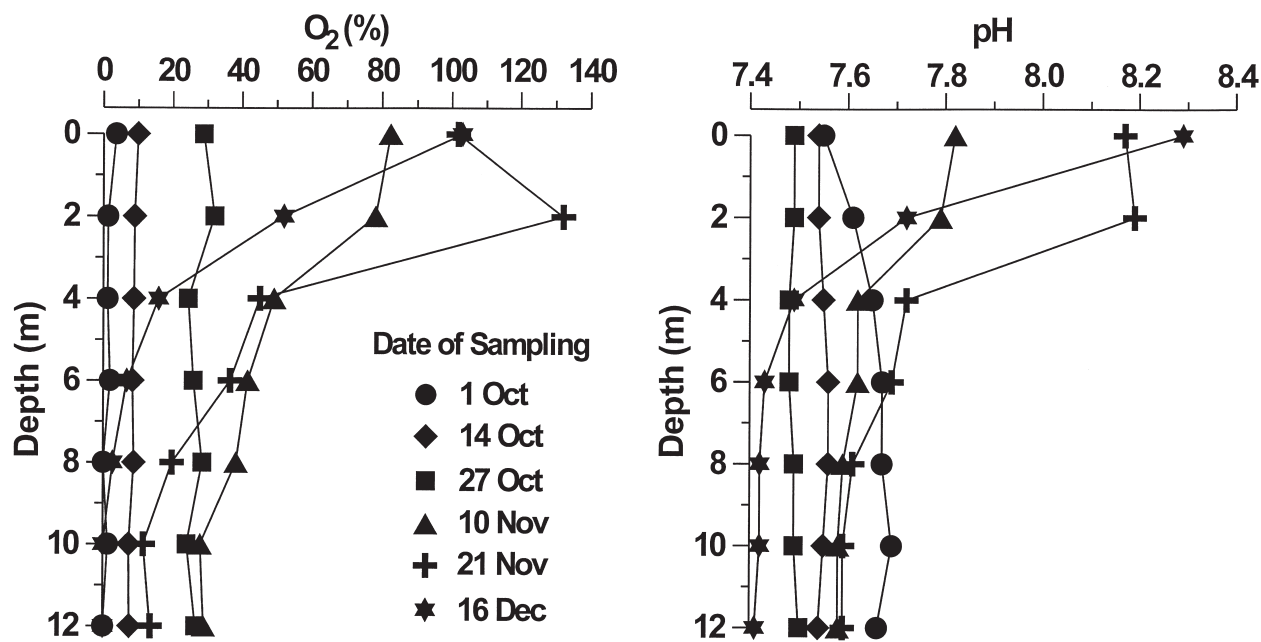 O2 (%)
0 20 40 60 80 100 120 140
0
2
4
6
8
10
12
Depth (m)
Date of Sampling
1 Oct
14 Oct
27 Oct
10 Nov
21 Nov
16 Dec
pH
7.4 7.6 7.8 8.0 8.2 8.4
0
2
4
6
8
10
12
Depth (m)